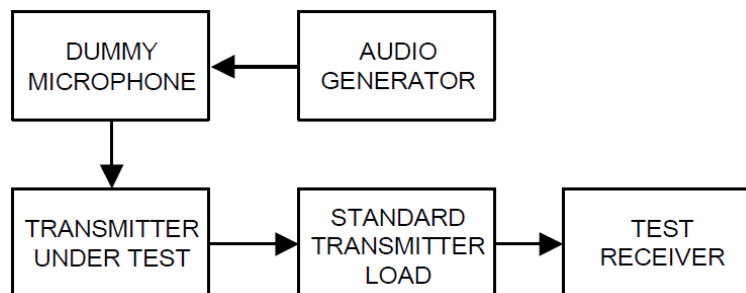 DUMMY
MICROPHONE
AUDIO
GENERATOR
TRANSMITTER
UNDER TEST
STANDARD
TRANSMITTER
LOAD
TEST
RECEIVER